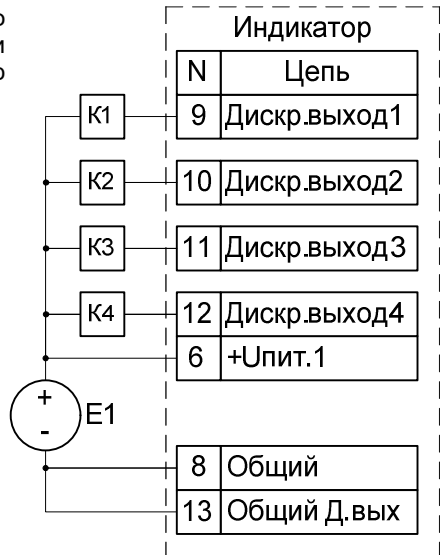 о
и
о
Индикатор
N Цепь
К1 9 Дискр.выход1
К2 10 Дискр.выход2
К3 11 Дискр.выход3
К4 12 Дискр.выход4
6 +Uпит.1
+
- E1
8 Общий
13 Общий Д.вых